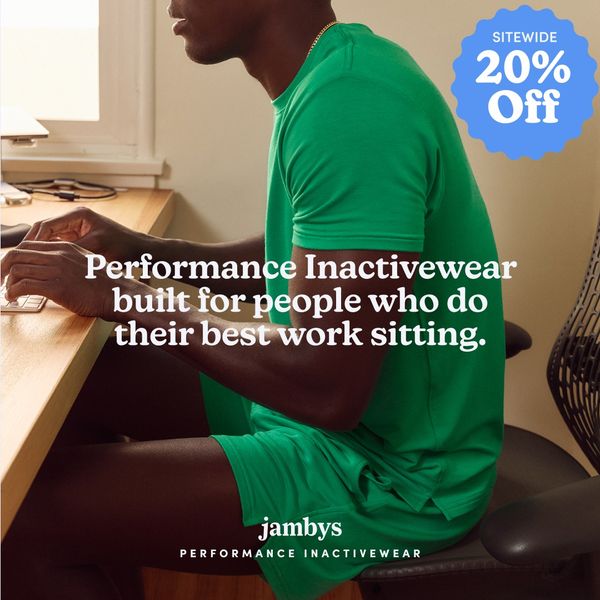 SITEWIDE
20%
Off
Performance Inactivewear
built for people who do
their best work sitting.
jambys
PERFORMANCE INACTIVEWEAR